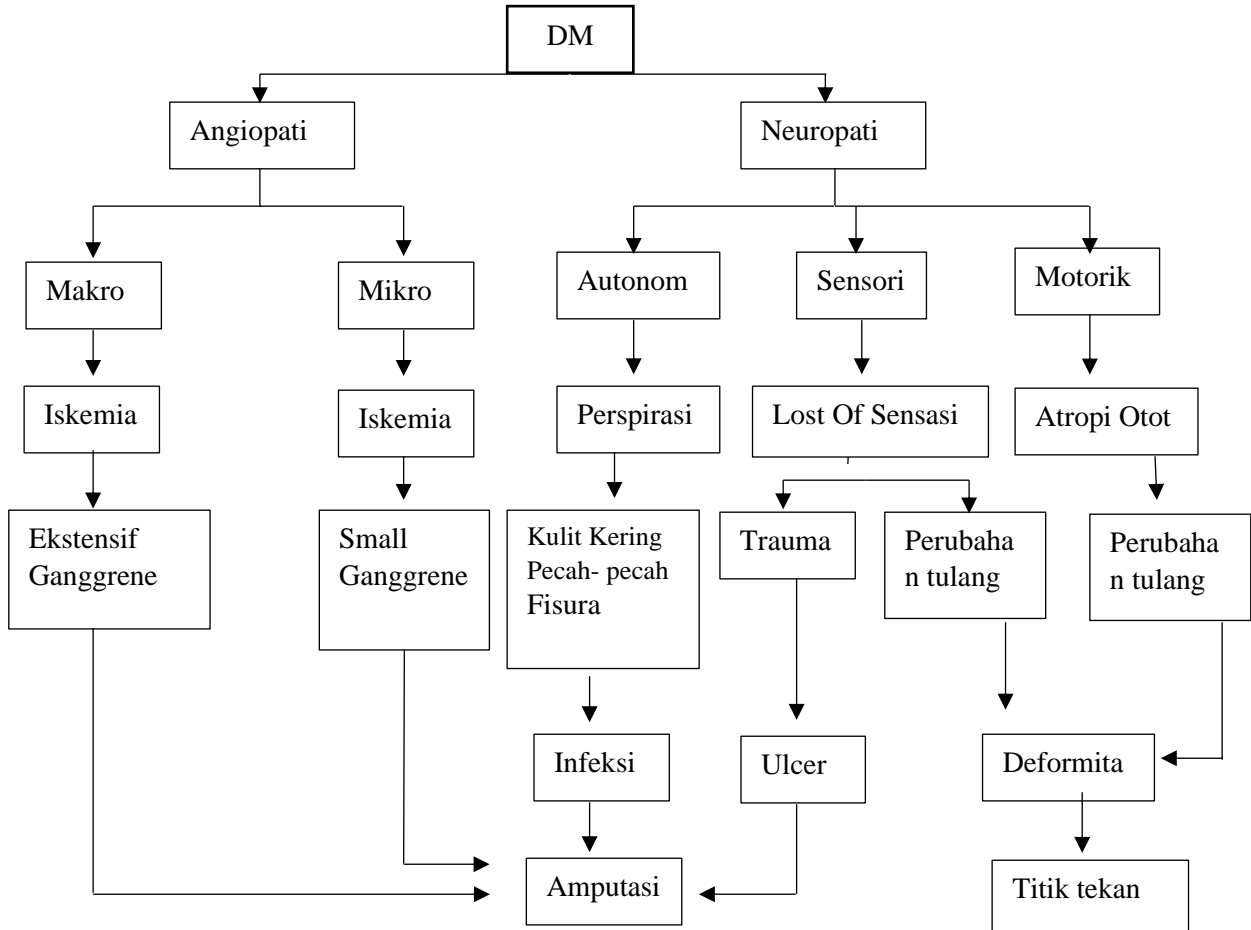 DM
Angiopati
Neuropati
Makro
Mikro
Autonom
Sensori
Motorik
Iskemia
Iskemia
Perspirasi
Lost Of Sensasi
Atropi Otot
Ekstensif
Ganggrene
Small
Ganggrene
Kulit Kering
Pecah- pecah
Fisura
Trauma
Perubaha
n tulang
Perubaha
n tulang
Infeksi
Ulcer
Deformita
Amputasi
Titik tekan